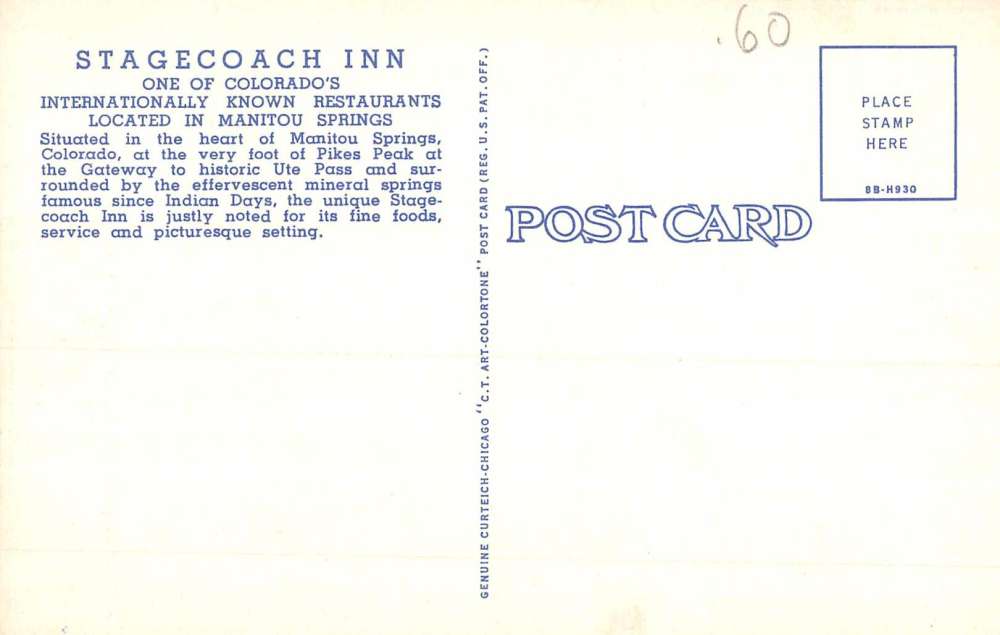 STAGECOACH INN
ONE OF COLORADO'S
INTERNATIONALLY KNOWN RESTAURANTS
LOCATED IN MANITOU SPRINGS
Situated in the heart of Manitou Springs,
Colorado, at the very foot of Pikes Peak at
the Gateway to historic Ute Pass and sur-
rounded by the effervescent mineral springs
famous since Indian Days, the unique Stage-
coach Inn is justly noted for its fine foods,
service and picturesque setting.
GENUINE CURTEICH-CHICAGO "C.T. ART-COLORTONE" POST CARD (REG. U.S. PAT. OFF.)
.60
POST CARD
PLACE
STAMP
HERE
8B-H930